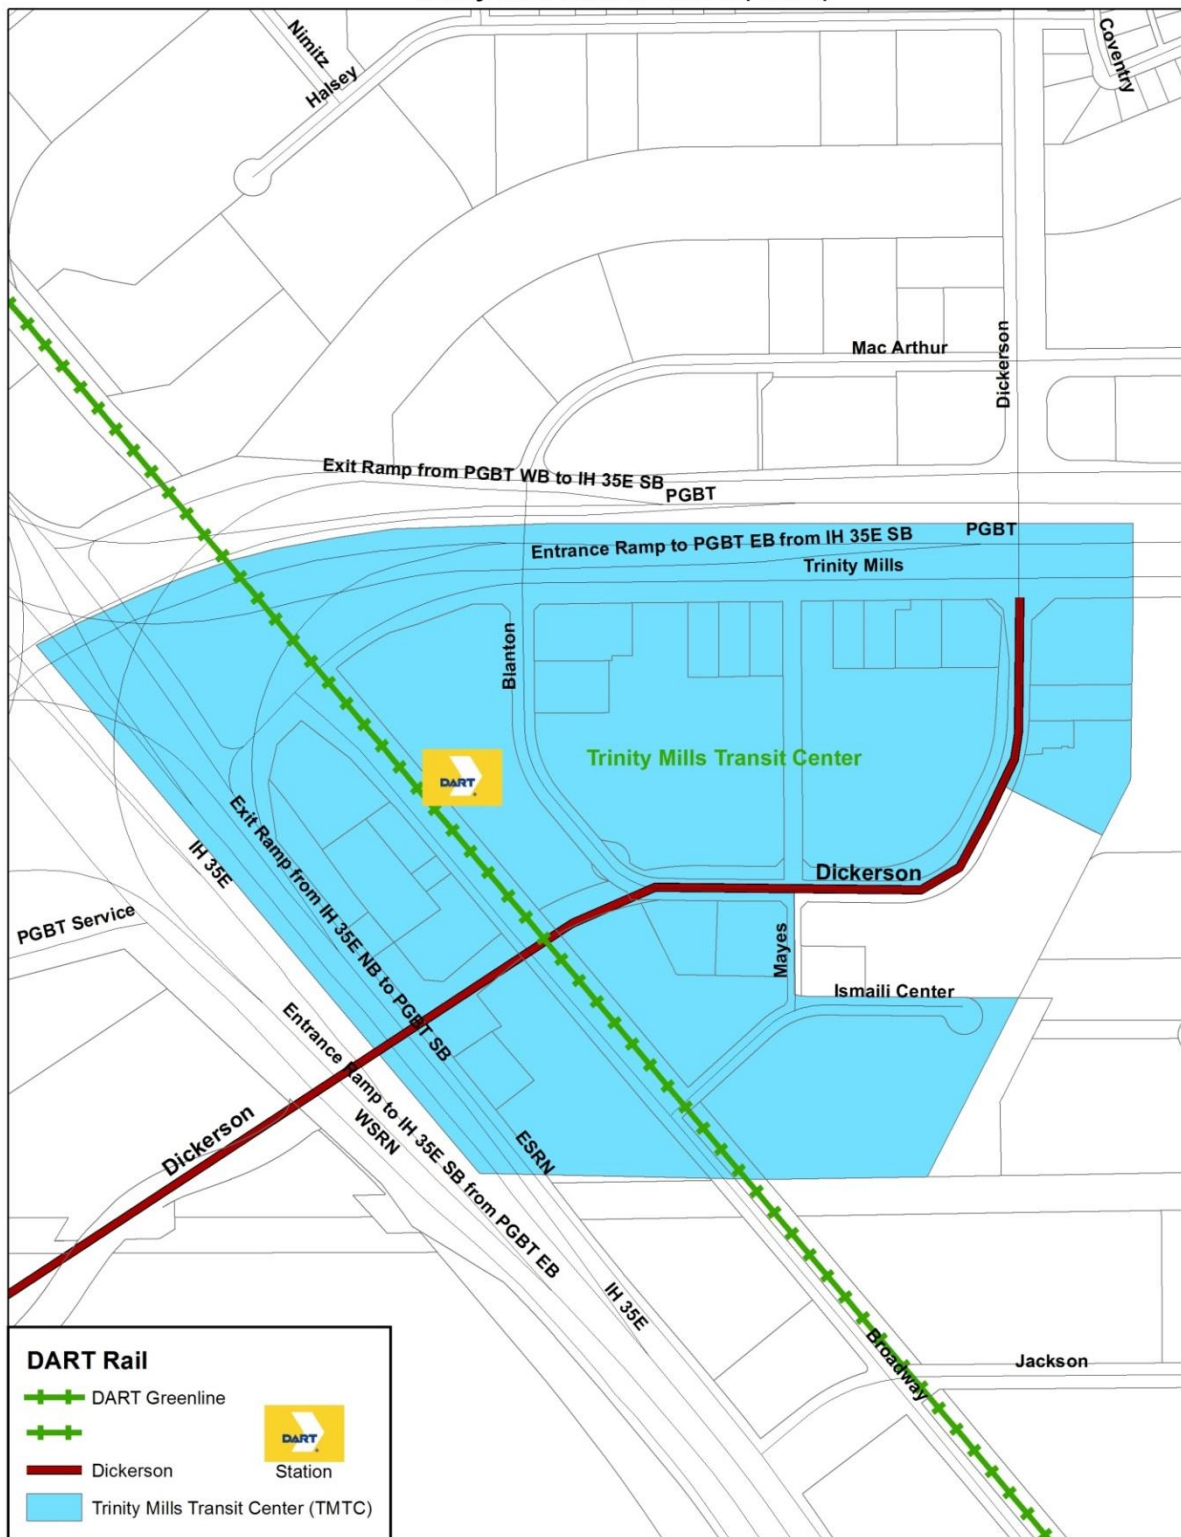 Nimitz
Halsey
Coventry
Mac Arthur
Dickerson
Exit Ramp from PGBT WB to IH 35E SB
PGBT
PGBT
Entrance Ramp to PGBT EB from IH 35E SB
Trinity Mills
Blanton
Trinity Mills Transit Center
DART
Exit Ramp from IH 35E NB to PGBT SB
IH 35E
Dickerson
PGBT Service
Mayes
Ismaili Center
Entrance Ramp to IH 35E SB from PGBT EB
WSRN
ESRN
Dickerson
IH 35E
Broadway
Jackson
DART Rail
DART Greenline
DART
Station
Dickerson
Trinity Mills Transit Center (TMTC)